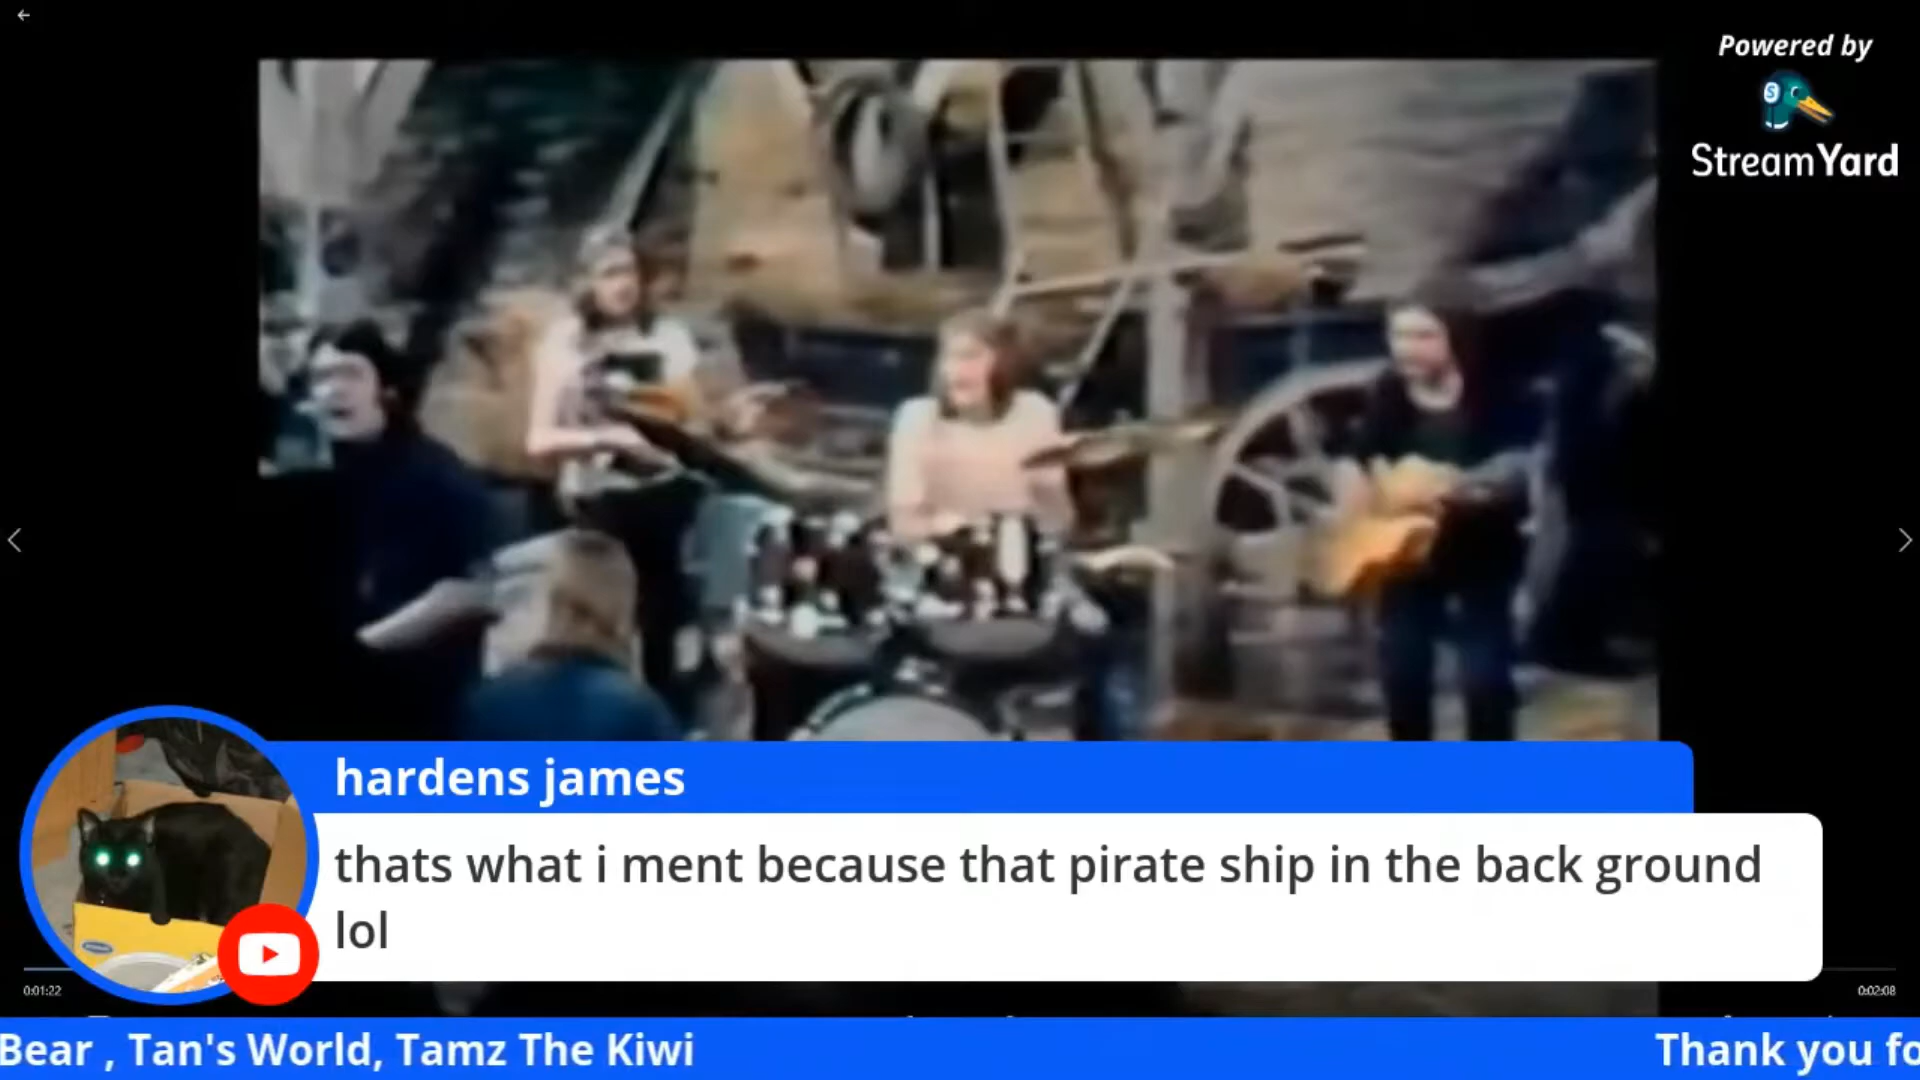 Powered by
StreamYard
hardens james
thats what i ment because that pirate ship in the back ground
lol
0:01:22
0:02:08
Bear , Tan's World, Tamz The Kiwi
Thank you fo